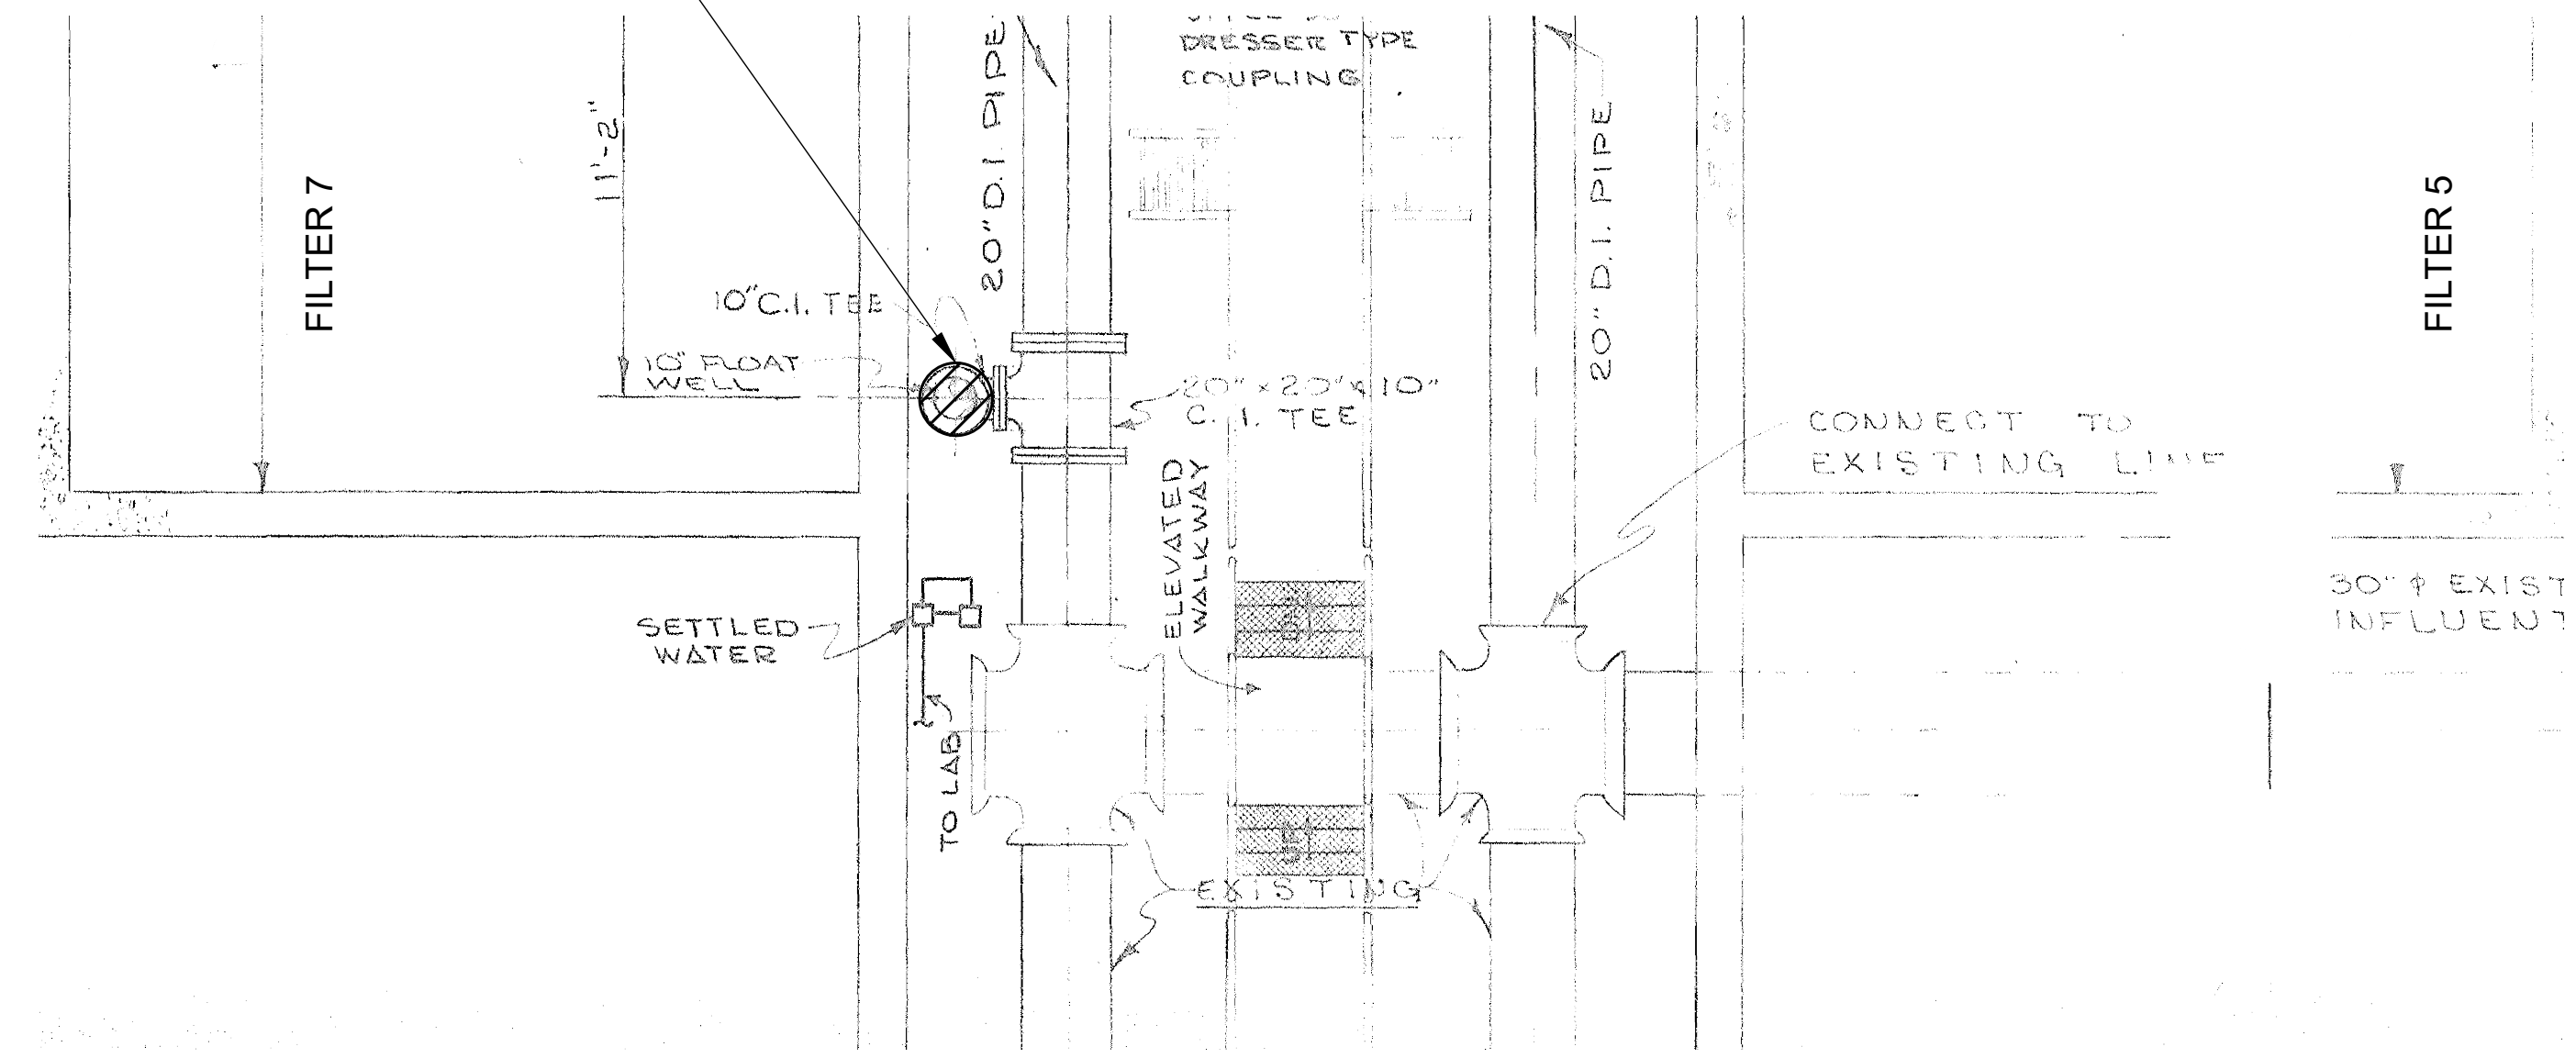 DRESSER TYPE
COUPLING
20" D.I. PIPE
20" D.I. PIPE
11'-2"
FILTER 7
FILTER 5
10" C.I. TEE
10" FLOAT
WELL
20" x 20" x 10"
C. I. TEE
CONNECT TO
EXISTING LINE
ELEVATED
WALKWAY
30" ϕ EXIST
INFLUENT
SETTLED
WATER
TO LAB
EXISTING